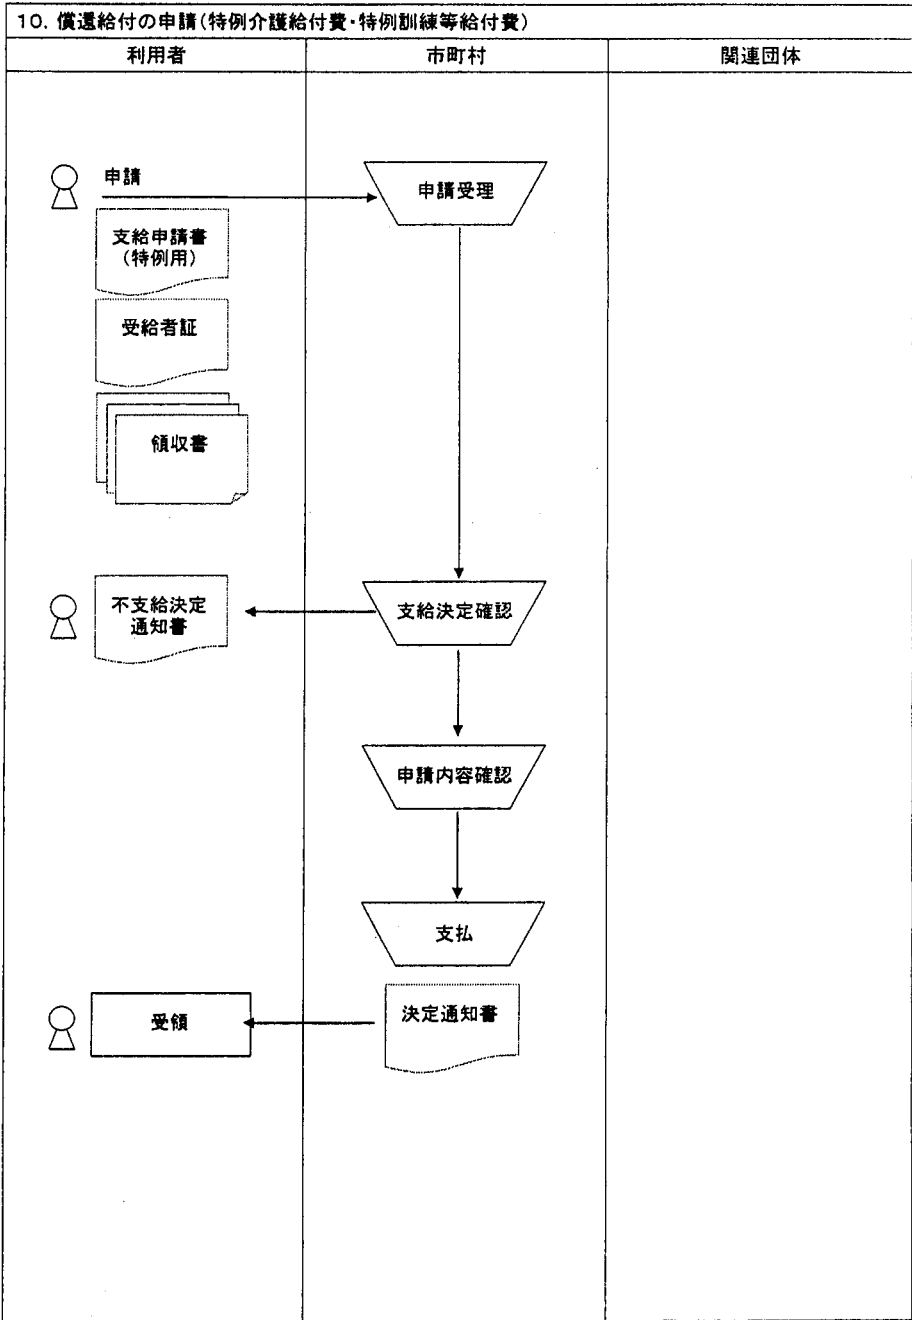 10.償還給付の申請(特例介護給付費・特例訓練等給付費)
利用者
市町村
関連団体
申請
申請受理
支給申請書
(特例用)
受給者証
領収書
不支給決定
通知書
支給決定確認
申請内容確認
支払
決定通知書
受領